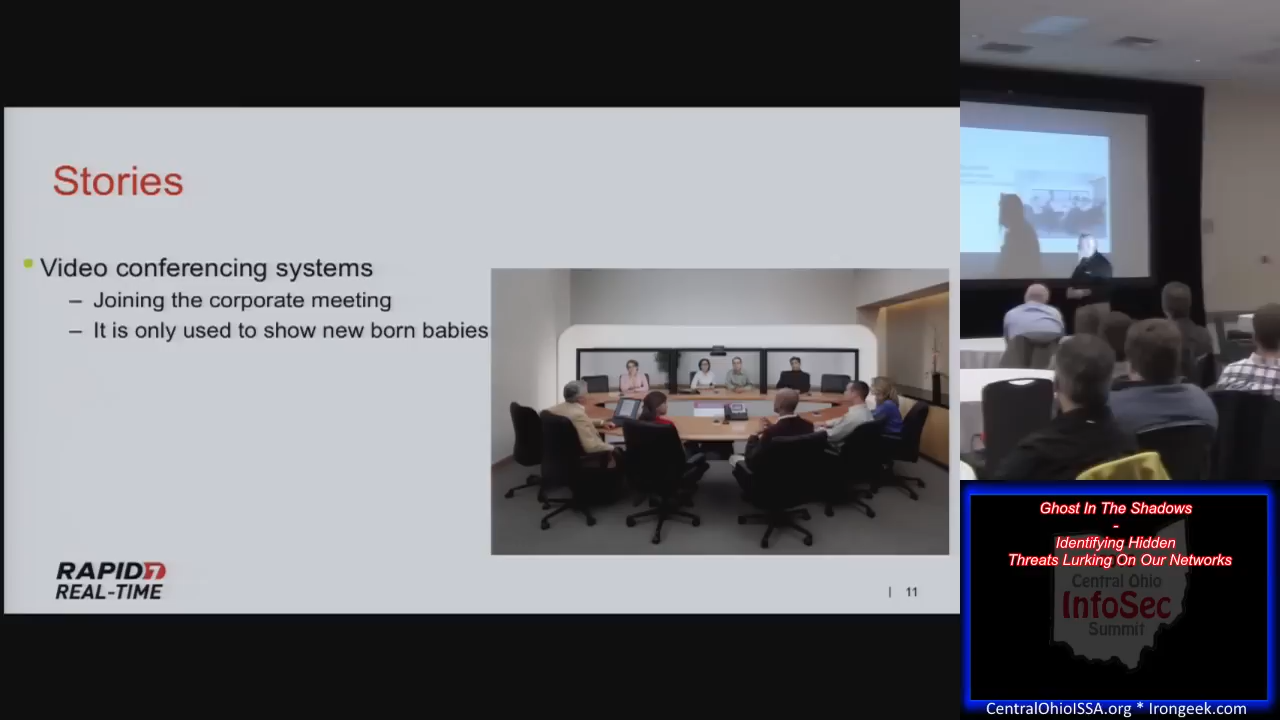 Stories
Video conferencing systems
– Joining the corporate meeting
– It is only used to show new born babies
RAPID7
REAL-TIME
| 11
Ghost In The Shadows
-
Identifying Hidden
Threats Lurking On Our Networks
Central Ohio
InfoSec
Summit
CentralOhioISSA.org * Irongeek.com